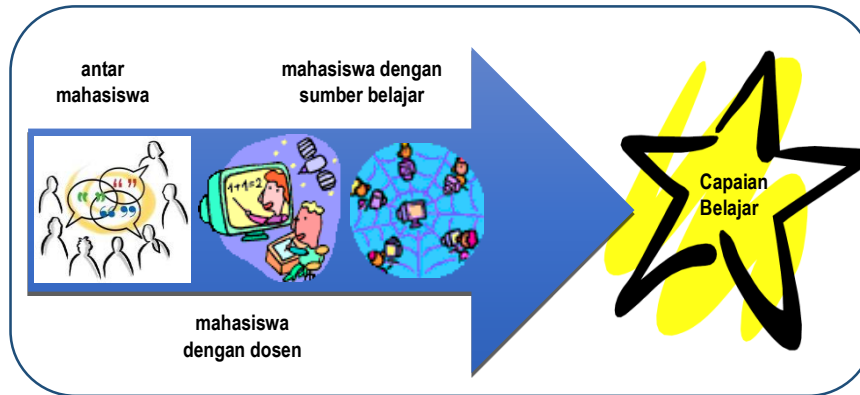 antar
mahasiswa
mahasiswa dengan
sumber belajar
1+1=2
mahasiswa
dengan dosen
Capaian
Belajar